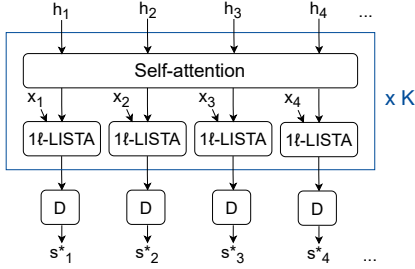 h1 h2 h3 h4 ...
Self-attention
x1 x2 x3 x4
x K
1ℓ-LISTA 1ℓ-LISTA 1ℓ-LISTA 1ℓ-LISTA
D D D D
s*1 s*2 s*3 s*4 ...